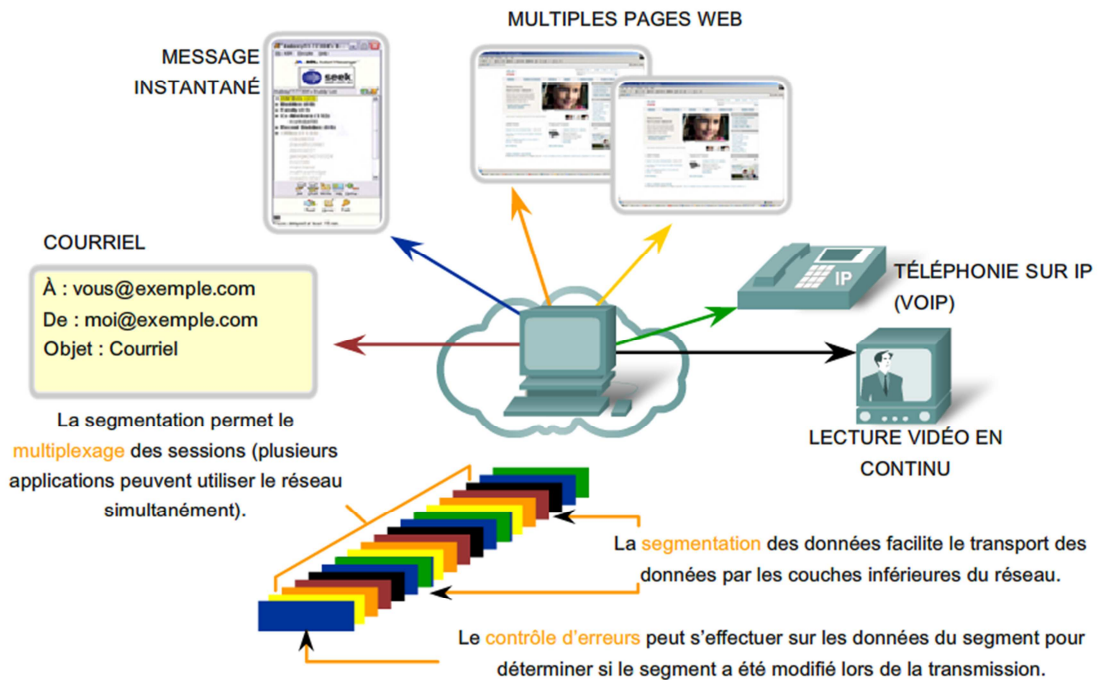 MULTIPLES PAGES WEB
MESSAGE
INSTANTANÉ
seek
COURRIEL
À : vous@exemple.com
De : moi@exemple.com
Objet : Courriel
IP
TÉLÉPHONIE SUR IP
(VOIP)
LECTURE VIDÉO EN
CONTINU
La segmentation permet le
multiplexage des sessions (plusieurs
applications peuvent utiliser le réseau
simultanément).
La segmentation des données facilite le transport des
données par les couches inférieures du réseau.
Le contrôle d'erreurs peut s'effectuer sur les données du segment pour
déterminer si le segment a été modifié lors de la transmission.